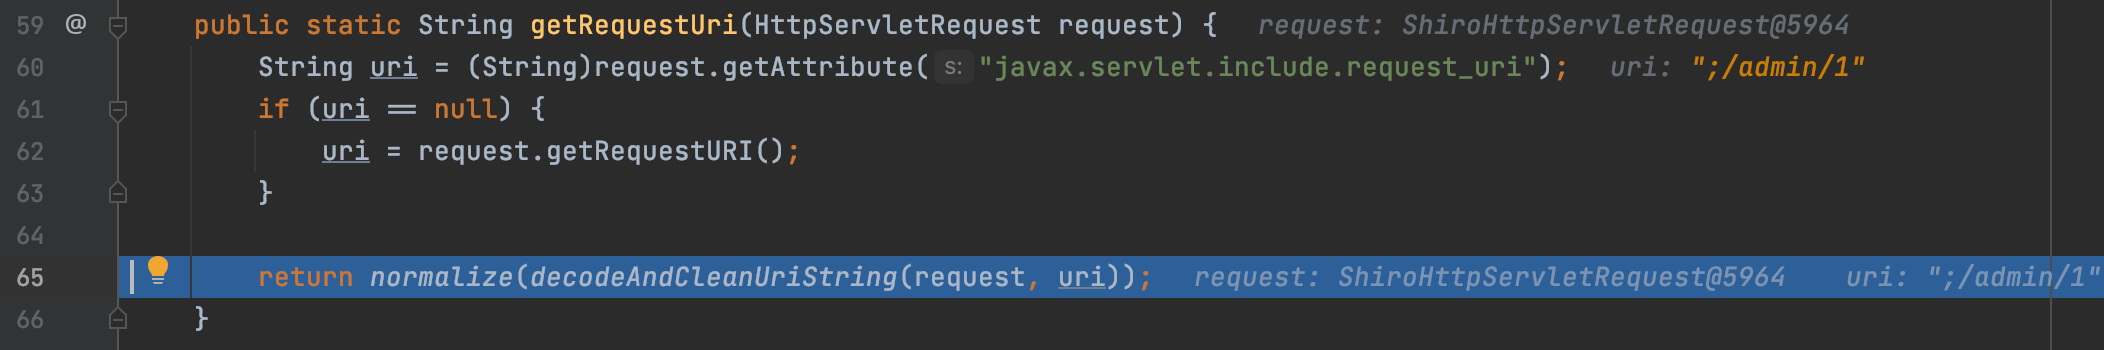 59 @ public static String getRequestUri(HttpServletRequest request) { request: ShiroHttpServletRequest@5964
60 String uri = (String)request.getAttribute( s: "javax.servlet.include.request_uri"); uri: ";/admin/1"
61 if (uri == null) {
62 uri = request.getRequestURI();
63 }
64
65 return normalize(decodeAndCleanUriString(request, uri)); request: ShiroHttpServletRequest@5964 uri: ";/admin/1"
66 }